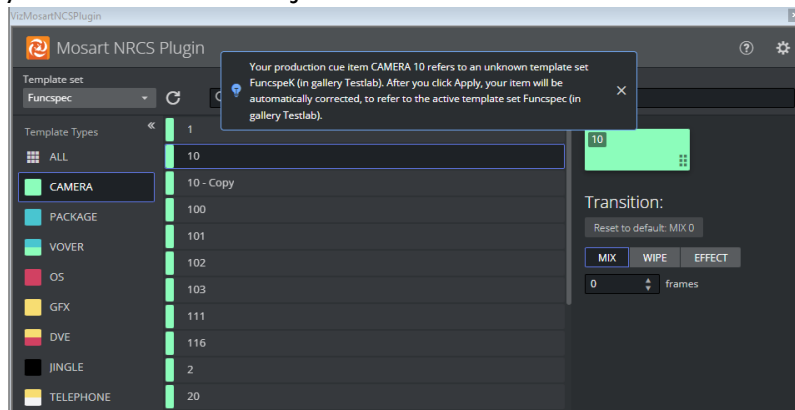 VizMosartNCSPlugin
Mosart NRCS Plugin
Your production cue item CAMERA 10 refers to an unknown template set
FuncspeK (in gallery Testlab). After you click Apply, your item will be
automatically corrected, to refer to the active template set Funcspec (in
gallery Testlab).
Template set
Funcspec
Template Types
ALL
CAMERA
PACKAGE
VOVER
OS
GFX
DVE
JINGLE
TELEPHONE
1
10
10 - Copy
100
101
102
103
111
116
2
20
10
Transition:
Reset to default: MIX 0
MIX WIPE EFFECT
0 frames